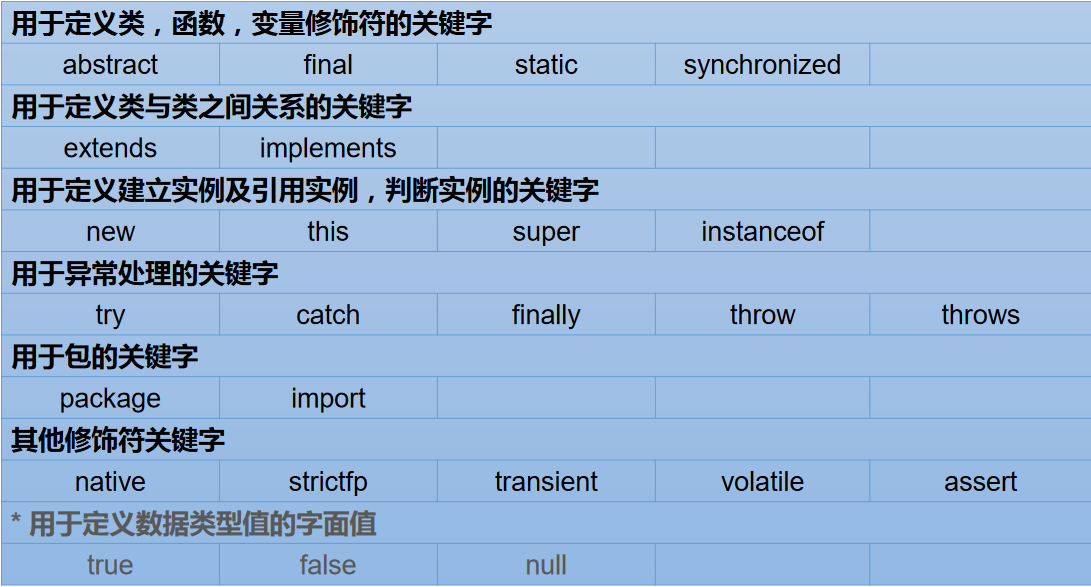 用于定义类，函数，变量修饰符的关键字
abstract final static synchronized
用于定义类与类之间关系的关键字
extends implements
用于定义建立实例及引用实例，判断实例的关键字
new this super instanceof
用于异常处理的关键字
try catch finally throw throws
用于包的关键字
package import
其他修饰符关键字
native strictfp transient volatile assert
* 用于定义数据类型值的字面值
true false null